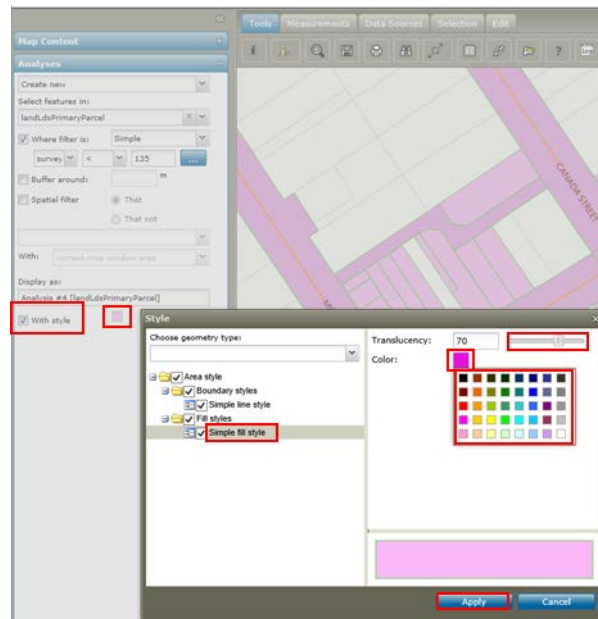 Tools Measurements Data Sources Selection Edit
Map Content
Analyses
Create new
Select features in:
landLdsPrimaryParcel
Where filter is: Simple
survey < 135 ...
Buffer around: m
Spatial filter That
That not
With: current map window area
Display as:
Analysis #4 [landLdsPrimaryParcel]
With style
CANADA STREET
Style
Choose geometry type:
Translucency: 70
Color:
Area style
Boundary styles
Simple line style
Fill styles
Simple fill style
Apply Cancel